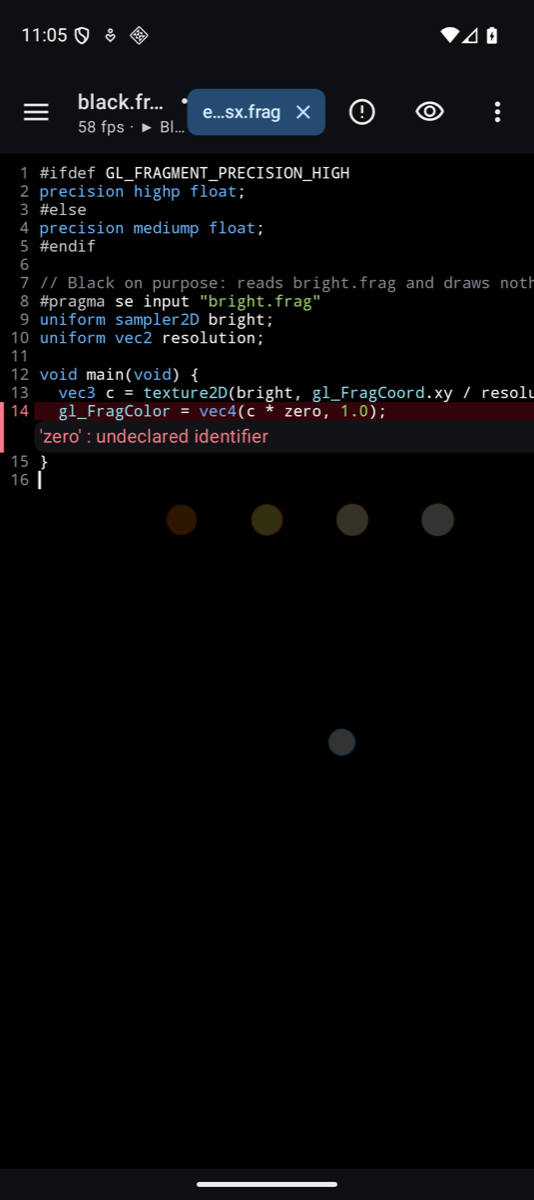 11:05
black.fr...
58 fps · ► Bl...
e...sx.frag
1 #ifdef GL_FRAGMENT_PRECISION_HIGH
2 precision highp float;
3 #else
4 precision mediump float;
5 #endif
6
7 // Black on purpose: reads bright.frag and draws noth
8 #pragma se input "bright.frag"
9 uniform sampler2D bright;
10 uniform vec2 resolution;
11
12 void main(void) {
13 vec3 c = texture2D(bright, gl_FragCoord.xy / resolu
14 gl_FragColor = vec4(c * zero, 1.0);
'zero' : undeclared identifier
15 }
16